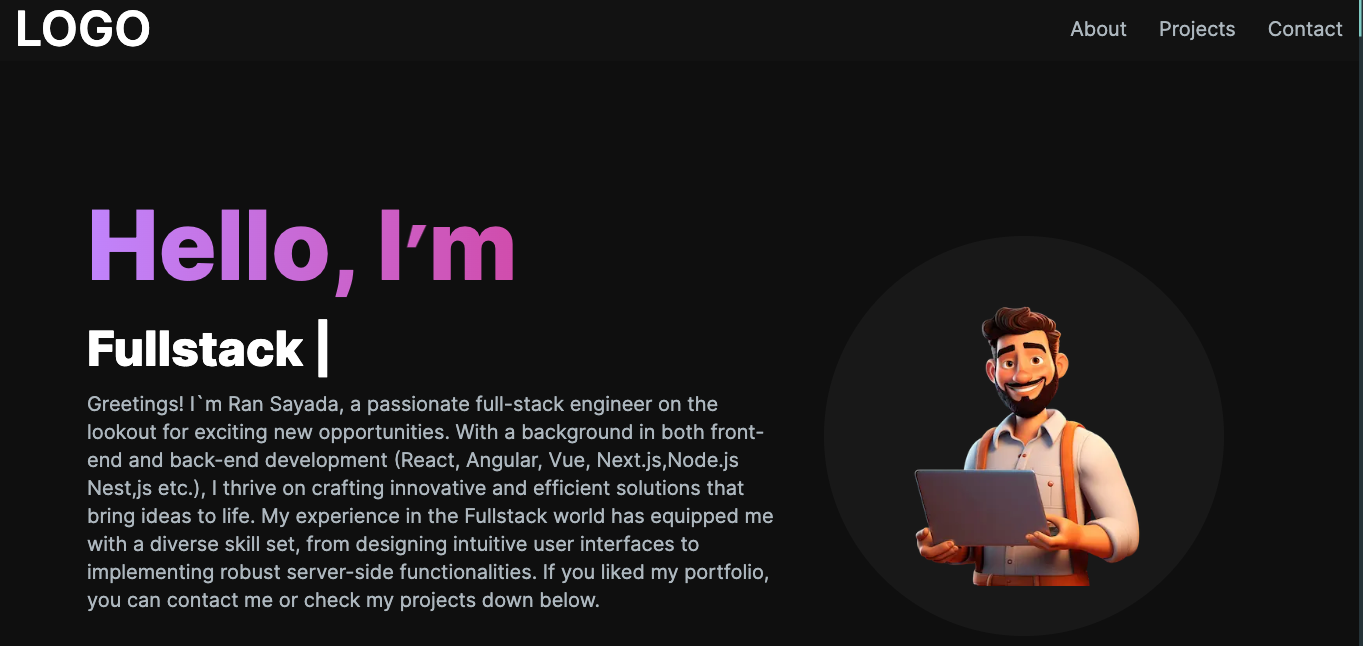 LOGO
About Projects Contact
Hello, I’m
Fullstack |
Greetings! I`m Ran Sayada, a passionate full-stack engineer on the
lookout for exciting new opportunities. With a background in both front-
end and back-end development (React, Angular, Vue, Next.js,Node.js
Nest,js etc.), I thrive on crafting innovative and efficient solutions that
bring ideas to life. My experience in the Fullstack world has equipped me
with a diverse skill set, from designing intuitive user interfaces to
implementing robust server-side functionalities. If you liked my portfolio,
you can contact me or check my projects down below.